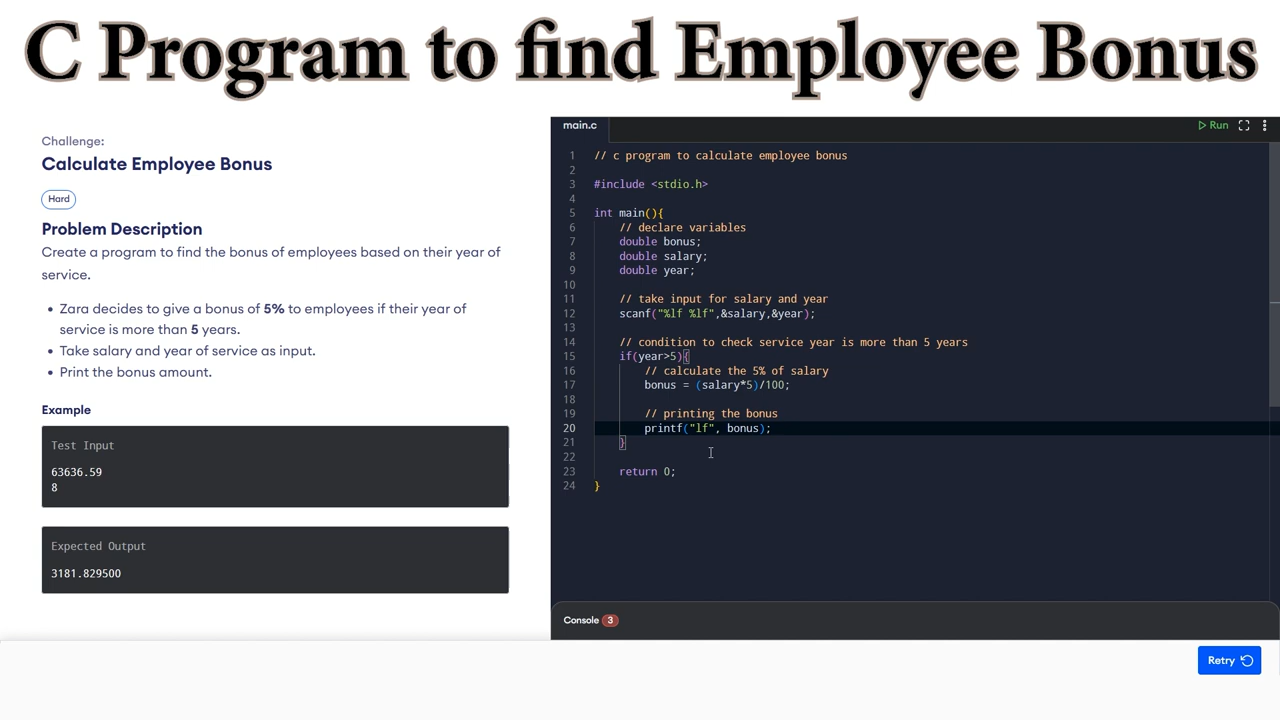 C Program to find Employee Bonus
Challenge:
Calculate Employee Bonus
Hard
Problem Description
Create a program to find the bonus of employees based on their year of
service.
• Zara decides to give a bonus of 5% to employees if their year of
service is more than 5 years.
• Take salary and year of service as input.
• Print the bonus amount.
Example
Test Input
63636.59
8
Expected Output
3181.829500
main.c
Run
1 // c program to calculate employee bonus
2
3 #include <stdio.h>
4
5 int main(){
6 // declare variables
7 double bonus;
8 double salary;
9 double year;
10
11 // take input for salary and year
12 scanf("%lf %lf",&salary,&year);
13
14 // condition to check service year is more than 5 years
15 if(year>5){
16 // calculate the 5% of salary
17 bonus = (salary*5)/100;
18
19 // printing the bonus
20 printf("lf", bonus);
21 }
22
23 return 0;
24 }
Console 3
Retry